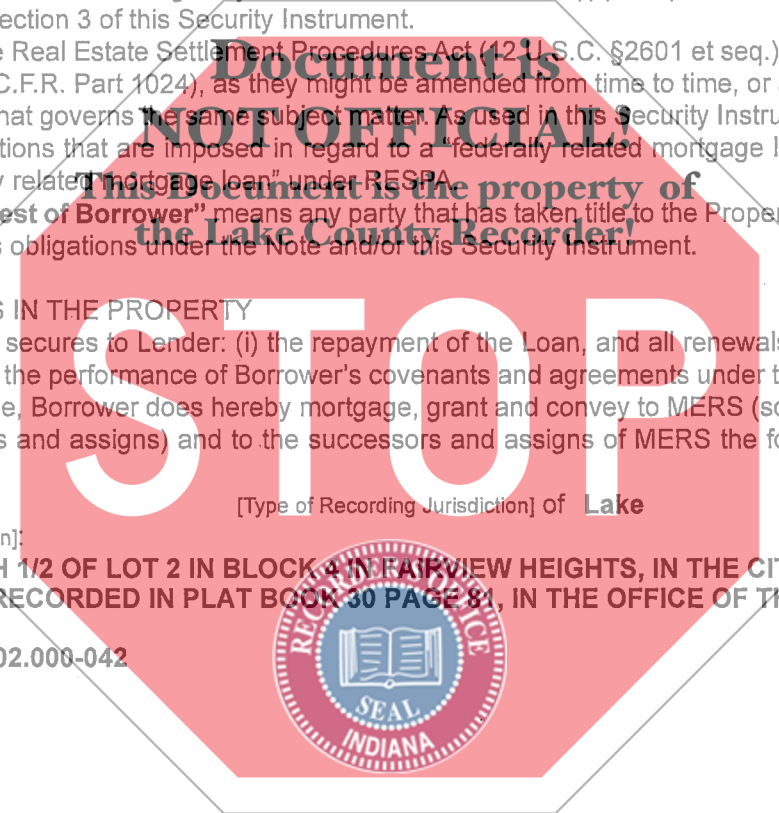 ection 3 of this Security Instrument.
e Real Estate Settlement Procedures Act (12 U.S.C. §2601 et seq.)
C.F.R. Part 1024), as they might be amended from time to time, or
hat governs the same subject matter. As used in this Security Instru
tions that are imposed in regard to a “federally related mortgage l
y related mortgage loan” under RESPA.
est of Borrower” means any party that has taken title to the Proper
s obligations under the Note and/or this Security Instrument.
Document is
NOT OFFICIAL!
This Document is the property of
the Lake County Recorder!
S IN THE PROPERTY
secures to Lender: (i) the repayment of the Loan, and all renewals
the performance of Borrower's covenants and agreements under t
e, Borrower does hereby mortgage, grant and convey to MERS (so
s and assigns) and to the successors and assigns of MERS the fo
STOP
[Type of Recording Jurisdiction] of Lake
n]:
H 1/2 OF LOT 2 IN BLOCK 4 IN FAIRVIEW HEIGHTS, IN THE CIT
RECORDED IN PLAT BOOK 30 PAGE 81, IN THE OFFICE OF TH
02.000-042
RECORDER'S OFFICE
SEAL
INDIANA